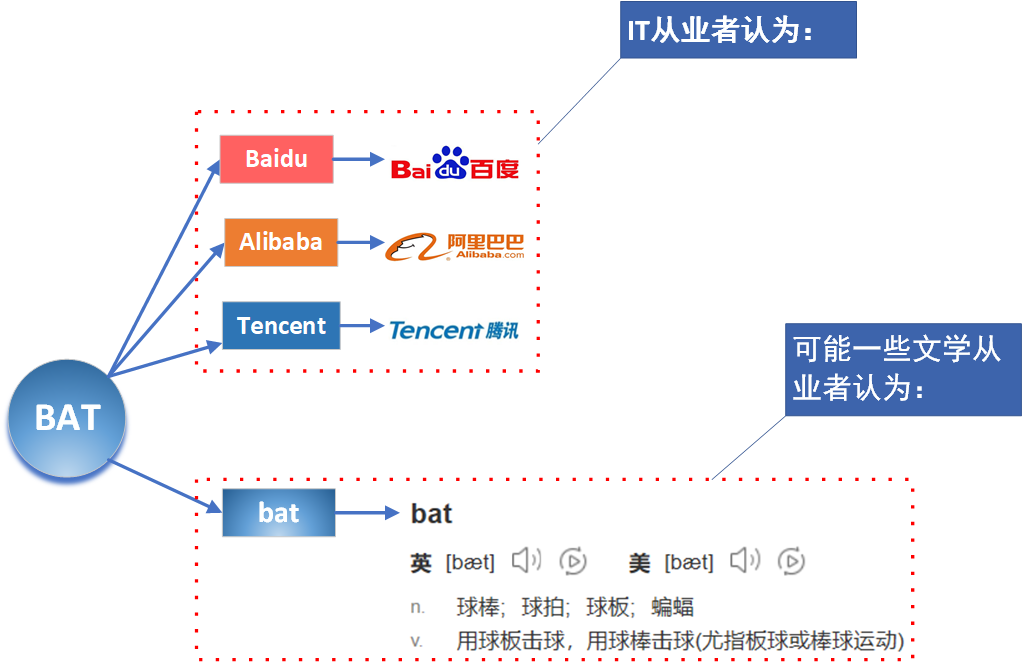 IT从业者认为：
Baidu
Bai du 百度
Alibaba
阿里巴巴
Alibaba.com
Tencent
Tencent 腾讯
可能一些文学从
业者认为：
BAT
bat
bat
英 [bæt] 美 [bæt]
n. 球棒；球拍；球板；蝙蝠
v. 用球板击球，用球棒击球(尤指板球或棒球运动)